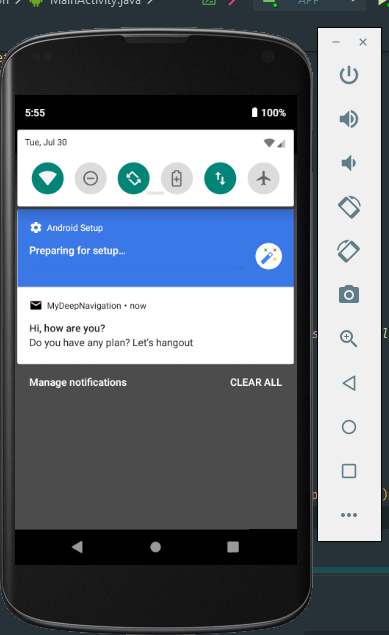 MainActivity.java
APP
5:55
100%
Tue, Jul 30
Android Setup
Preparing for setup...
MyDeepNavigation • now
Hi, how are you?
Do you have any plan? Let's hangout
Manage notifications
CLEAR ALL